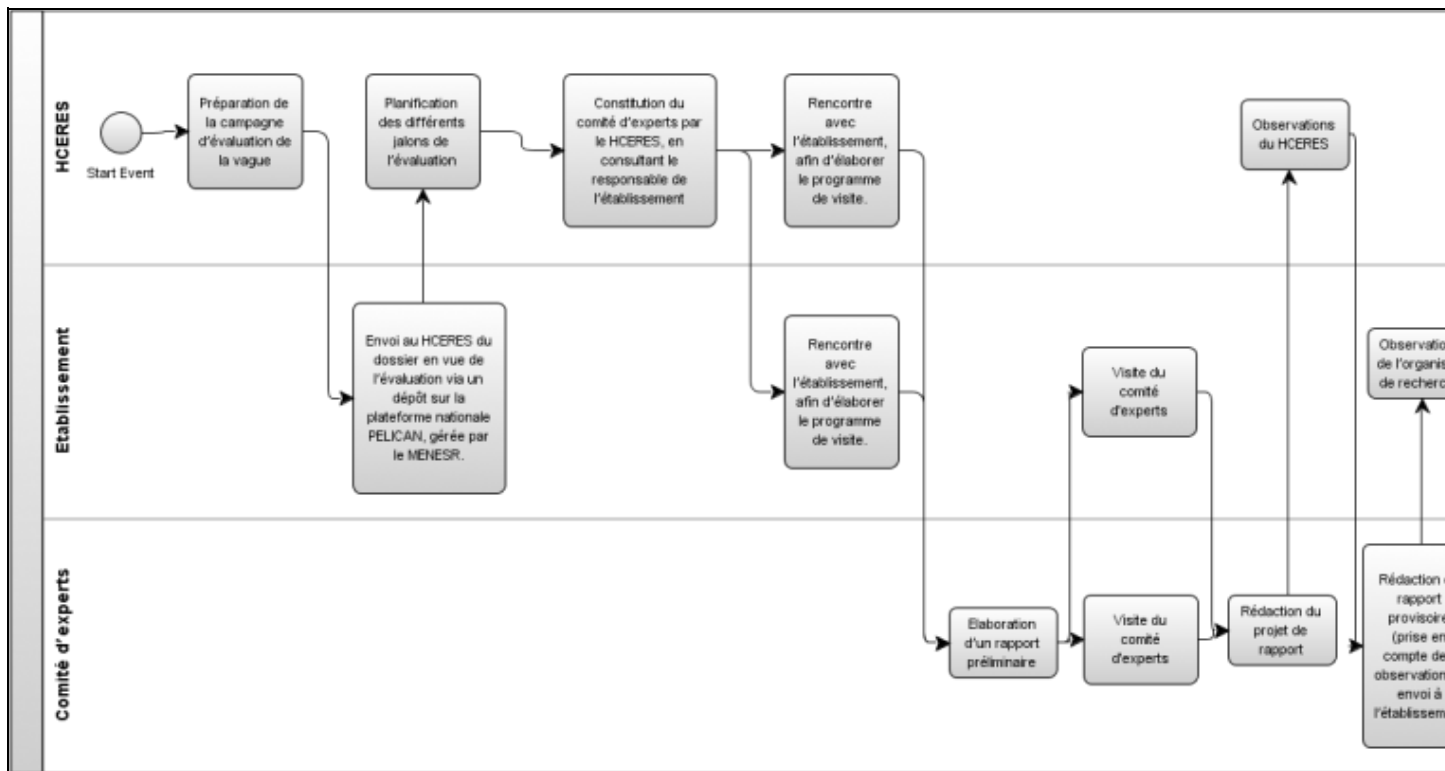 HCERES
Start Event
Préparation de
la campagne
d'évaluation de
la vague
Planification
des différents
jalons de
l'évaluation
Constitution du
comité d'experts par
le HCERES, en
consultant le
responsable de
l'établissement
Rencontre
avec
l'établissement,
afin d'élaborer
le programme
de visite.
Observations
du HCERES
Etablissement
Envoi au HCERES du
dossier en vue de
l'évaluation via un
dépôt sur la
plateforme nationale
PELICAN, gérée par
le MENESR.
Rencontre
avec
l'établissement,
afin d'élaborer
le programme
de visite.
Visite du
comité
d'experts
de
Comité d'experts
Elaboration
d'un rapport
préliminaire
Visite du
comité
d'experts
Rédaction du
projet de
rapport
Rédaction
rapport
(prise en
compte
envoi à